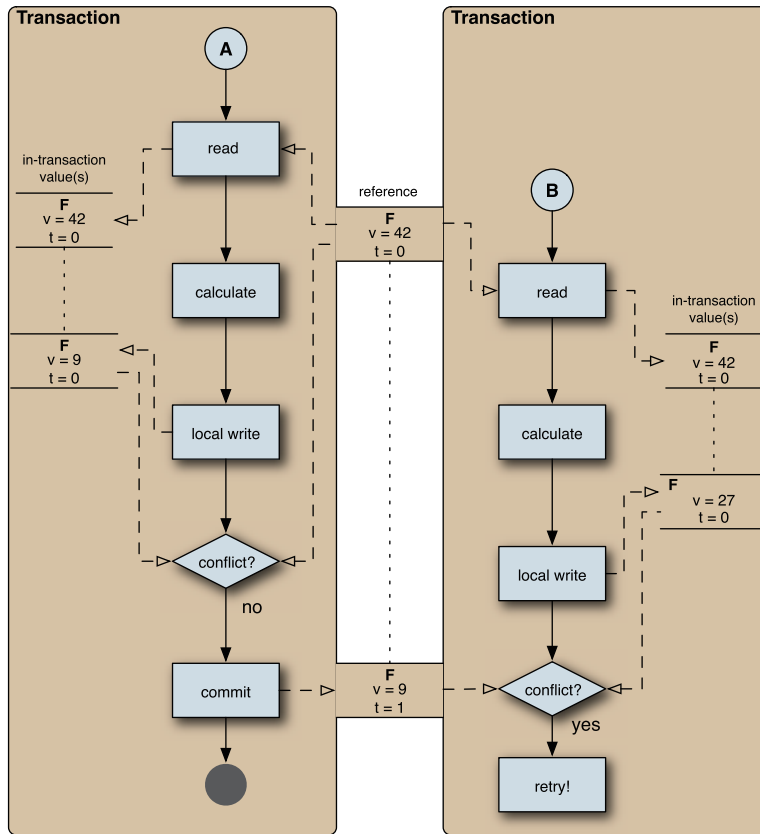 Transaction
A
read
in-transaction
value(s)
F
v = 42
t = 0
calculate
F
v = 9
t = 0
local write
conflict?
no
commit
reference
F
v = 42
t = 0
F
v = 9
t = 1
Transaction
B
read
in-transaction
value(s)
F
v = 42
t = 0
calculate
F
v = 27
t = 0
local write
conflict?
yes
retry!